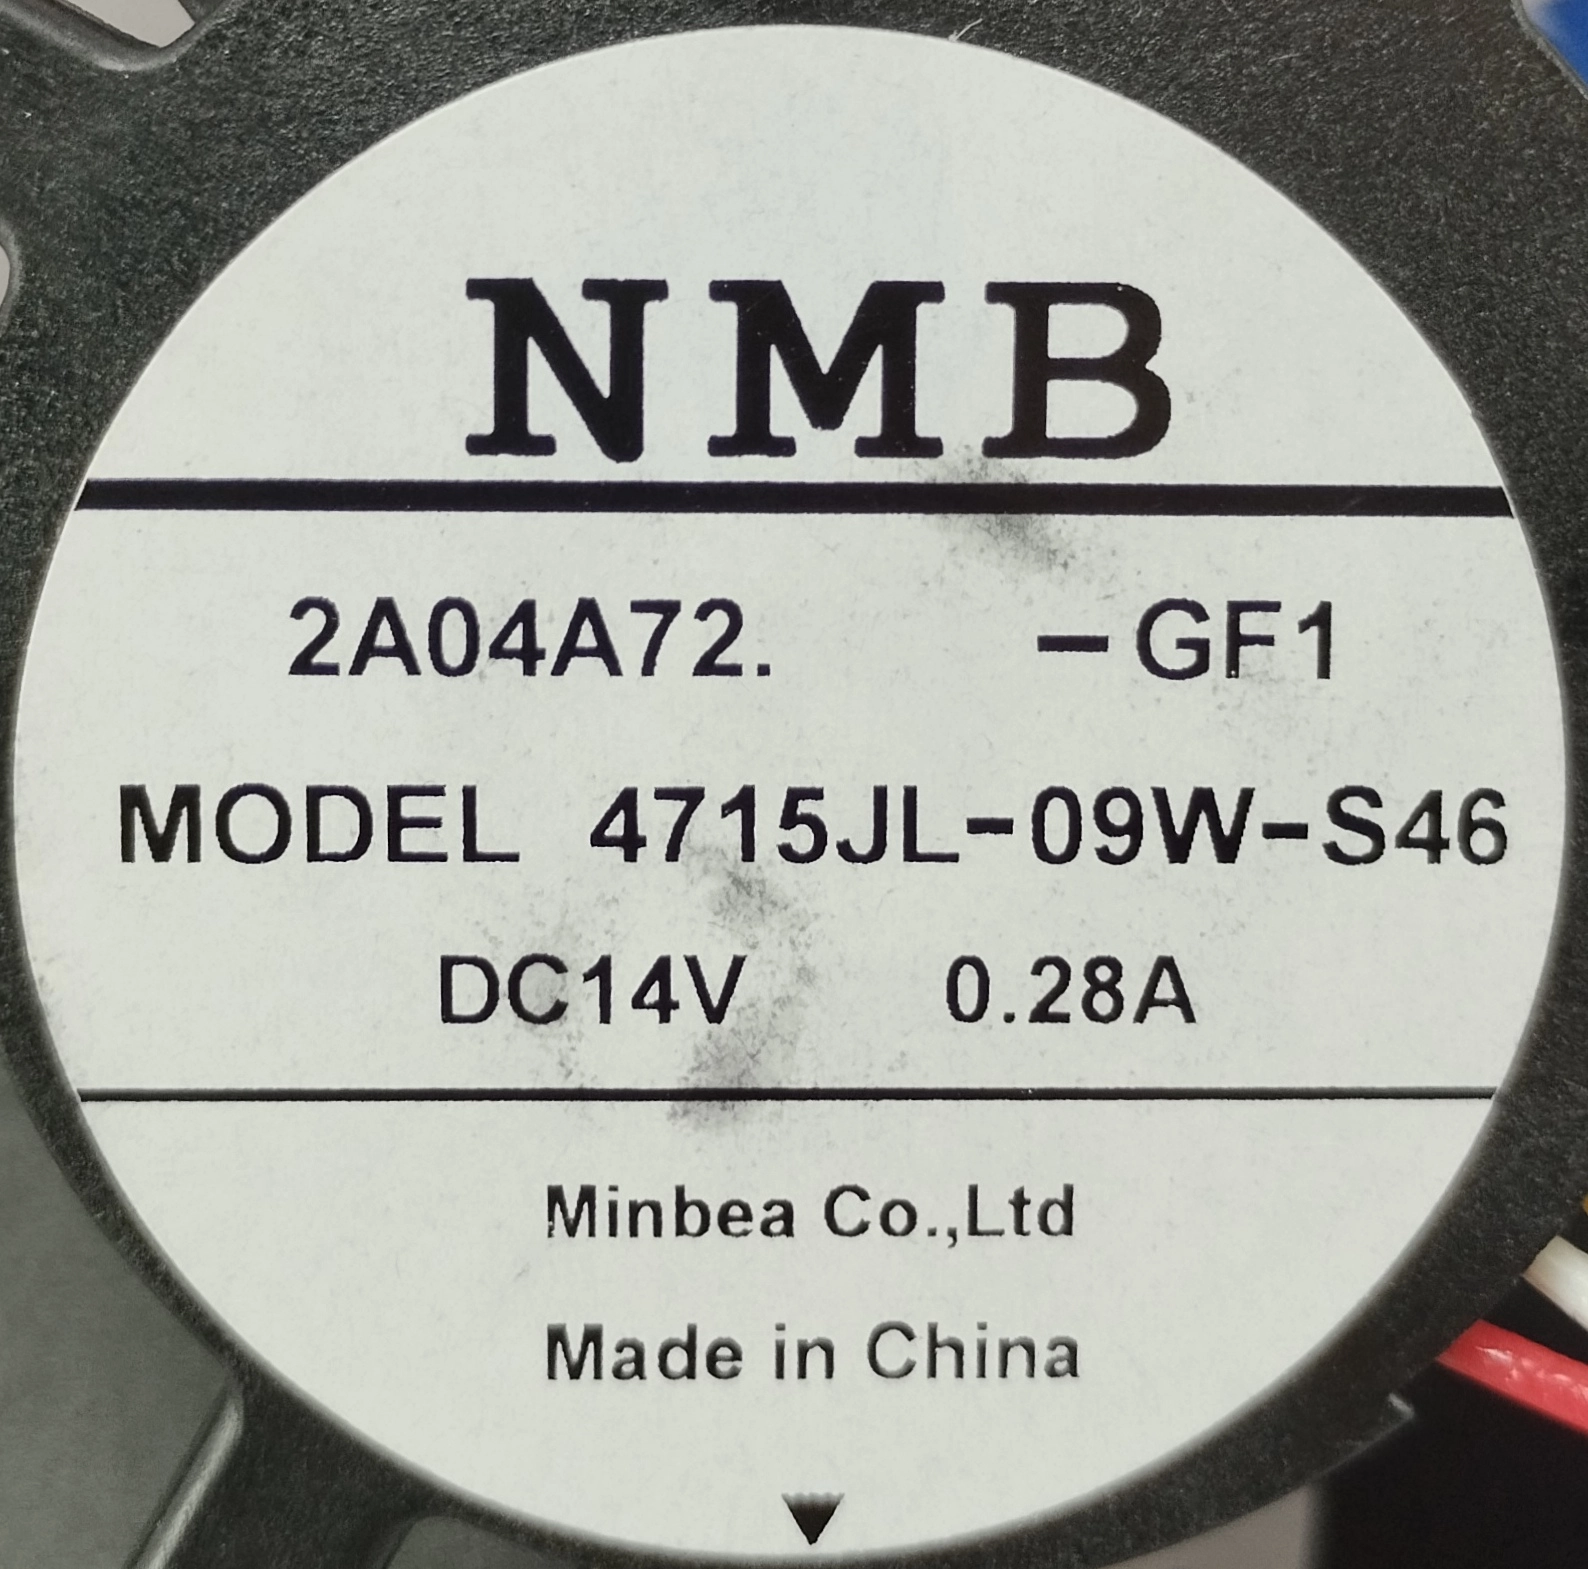 NMB
2A04A72. -GF1
MODEL 4715JL-09W-S46
DC14V 0.28A
Minbea Co.,Ltd
Made in China